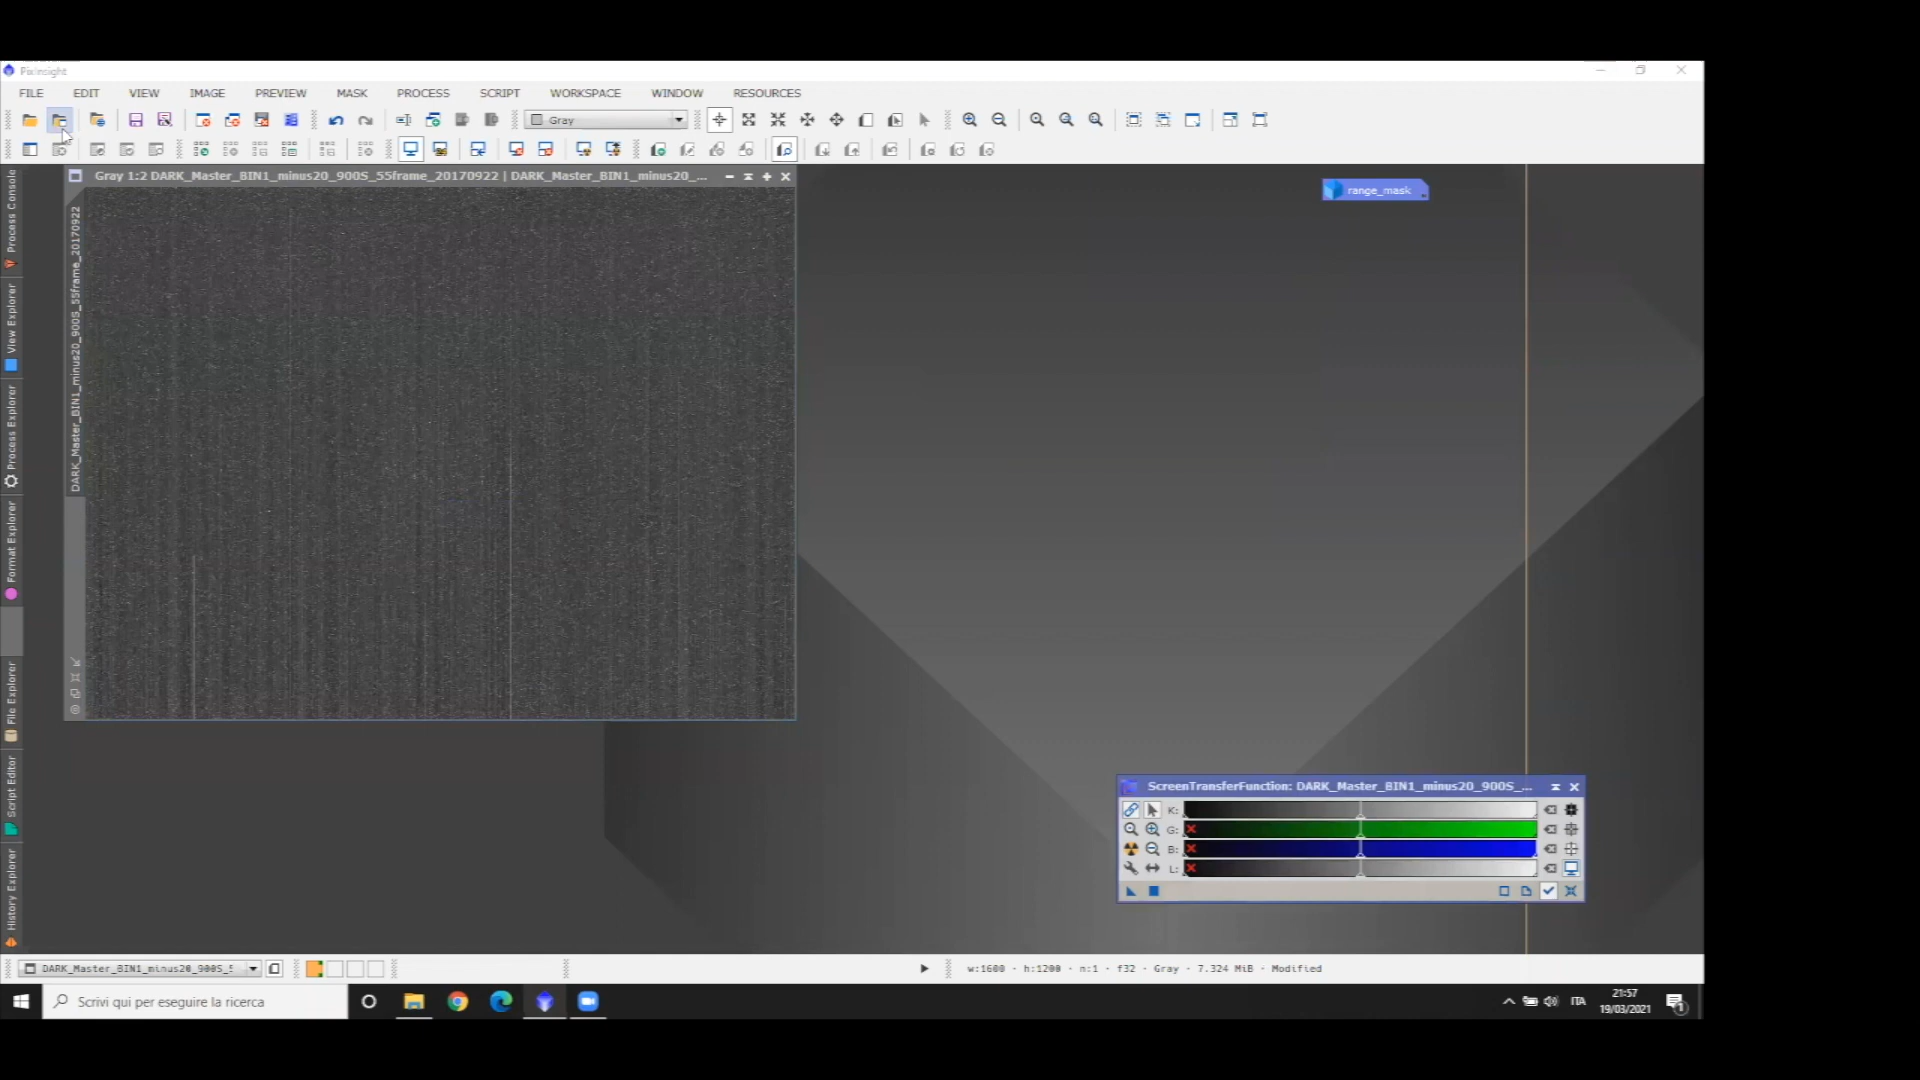 PixInsight
FILE EDIT VIEW IMAGE PREVIEW MASK PROCESS SCRIPT WORKSPACE WINDOW RESOURCES
Gray
Gray 1:2 DARK_Master_BIN1_minus20_900S_55frame_20170922 | DARK_Master_BIN1_minus20_...
range_mask
DARK_Master_BIN1_minus20_900S_55frame_20170922
Process Console
View Explorer
Process Explorer
Format Explorer
File Explorer
Script Editor
History Explorer
ScreenTransferFunction: DARK_Master_BIN1_minus20_900S_...
K:
G:
B:
L:
DARK_Master_BIN1_minus20_900S_5
w:1600 · h:1200 · n:1 · f32 · Gray · 7.324 MiB · Modified
Scrivi qui per eseguire la ricerca
ITA
21:57
19/03/2021
1